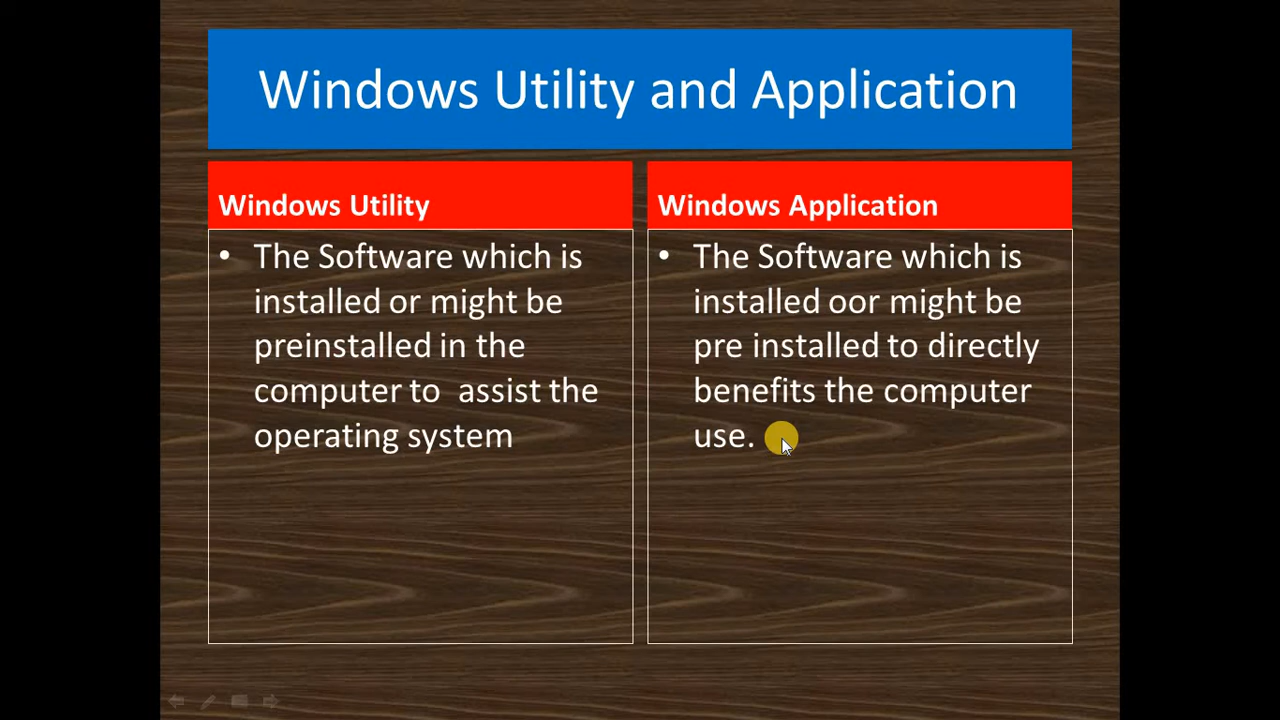 Windows Utility and Application
Windows Utility
• The Software which is
installed or might be
preinstalled in the
computer to  assist the
operating system
Windows Application
• The Software which is
installed oor might be
pre installed to directly
benefits the computer
use.